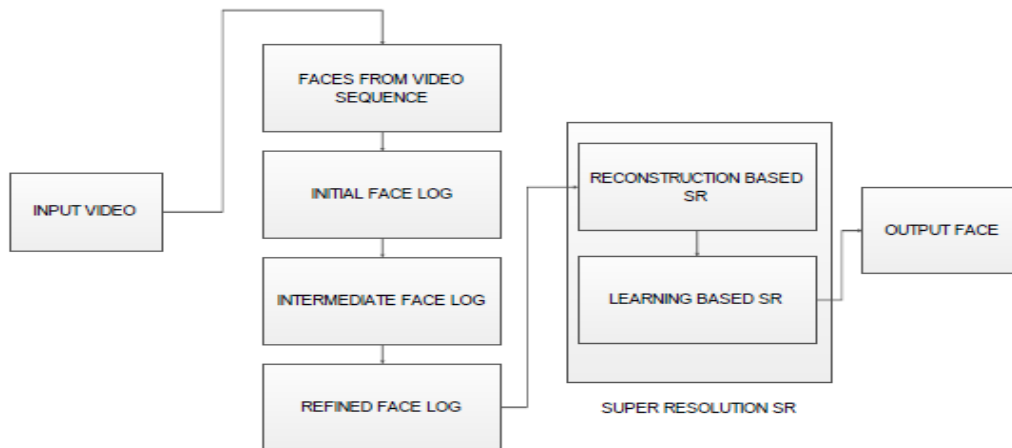 INPUT VIDEO
FACES FROM VIDEO
SEQUENCE
INITIAL FACE LOG
INTERMEDIATE FACE LOG
REFINED FACE LOG
RECONSTRUCTION BASED
SR
LEARNING BASED SR
SUPER RESOLUTION SR
OUTPUT FACE